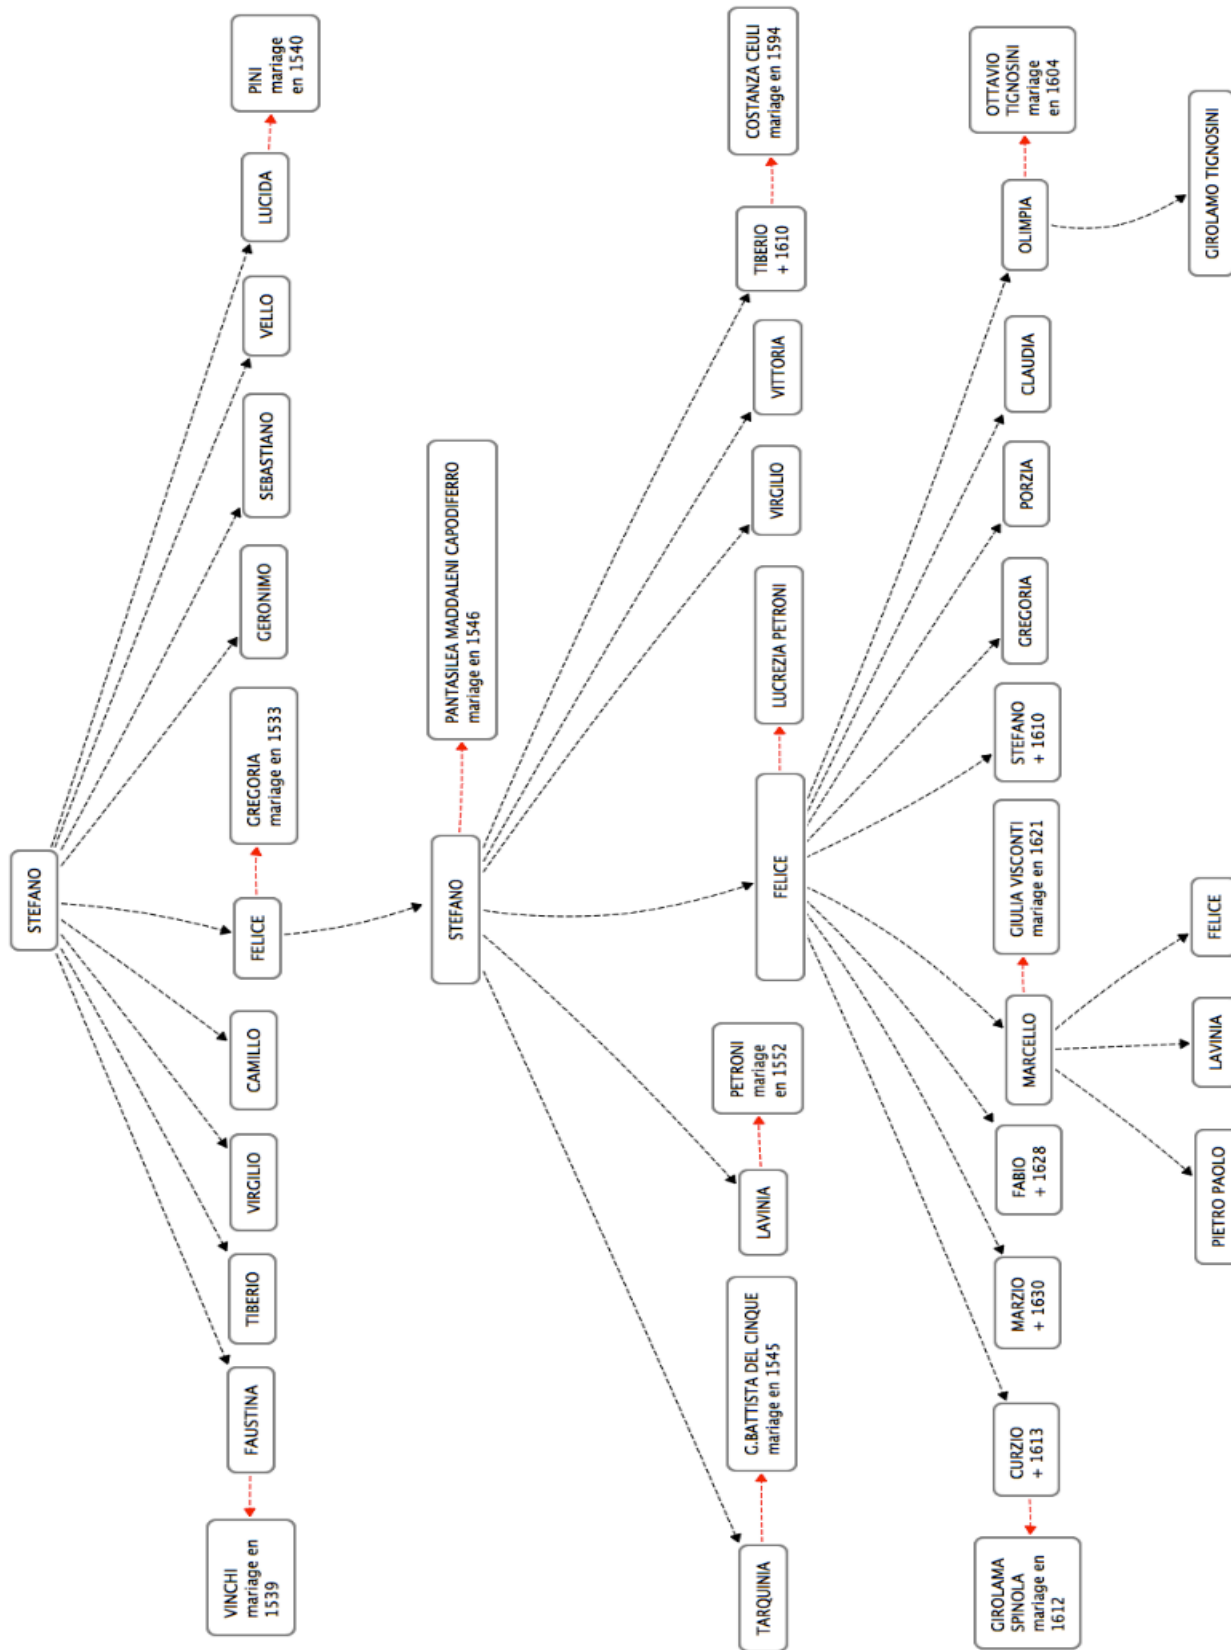 STEFANO
VINCHI
mariage en
1539
FAUSTINA
TIBERIO
VIRGILIO
CAMILLO
FELICE
GREGORIA
mariage en 1533
GERONIMO
SEBASTIANO
VELLO
LUCIDA
PINI
mariage
en 1540
STEFANO
PANTASILEA MADDALENI CAPODIFERRO
mariage en 1546
TARQUINIA
G.BATTISTA DEL CINQUE
mariage en 1545
LAVINIA
PETRONI
mariage
en 1552
FELICE
LUCREZIA PETRONI
VIRGILIO
VITTORIA
TIBERIO
+ 1610
COSTANZA CEULI
mariage en 1594
GIROLAMA
SPINOLA
mariage en
1612
CURZIO
+ 1613
MARZIO
+ 1630
FABIO
+ 1628
MARCELLO
GIULIA VISCONTI
mariage en 1621
STEFANO
+ 1610
GREGORIA
PORZIA
CLAUDIA
OLIMPIA
OTTAVIO
TIGNOSINI
mariage
en 1604
PIETRO PAOLO
LAVINIA
FELICE
GIROLAMO TIGNOSINI